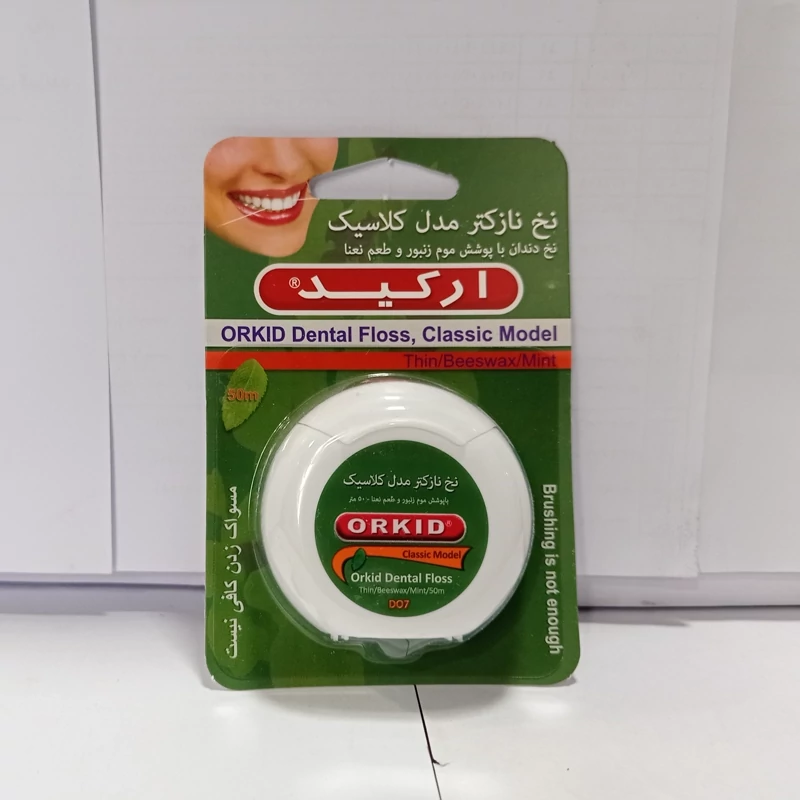 نخ نازکتر مدل کلاسیک
نخ دندان با پوشش موم زنبور و طعم نعنا
ارکید®
ORKID Dental Floss, Classic Model
Thin/Beeswax/Mint
50m
نخ نازکتر مدل کلاسیک
باپوشش موم زنبور و طعم نعنا - ۵۰ متر
ORKID®
Classic Model
Orkid Dental Floss
Thin/Beeswax/Mint/50m
D07
مسواک زدن کافی نیست
Brushing is not enough